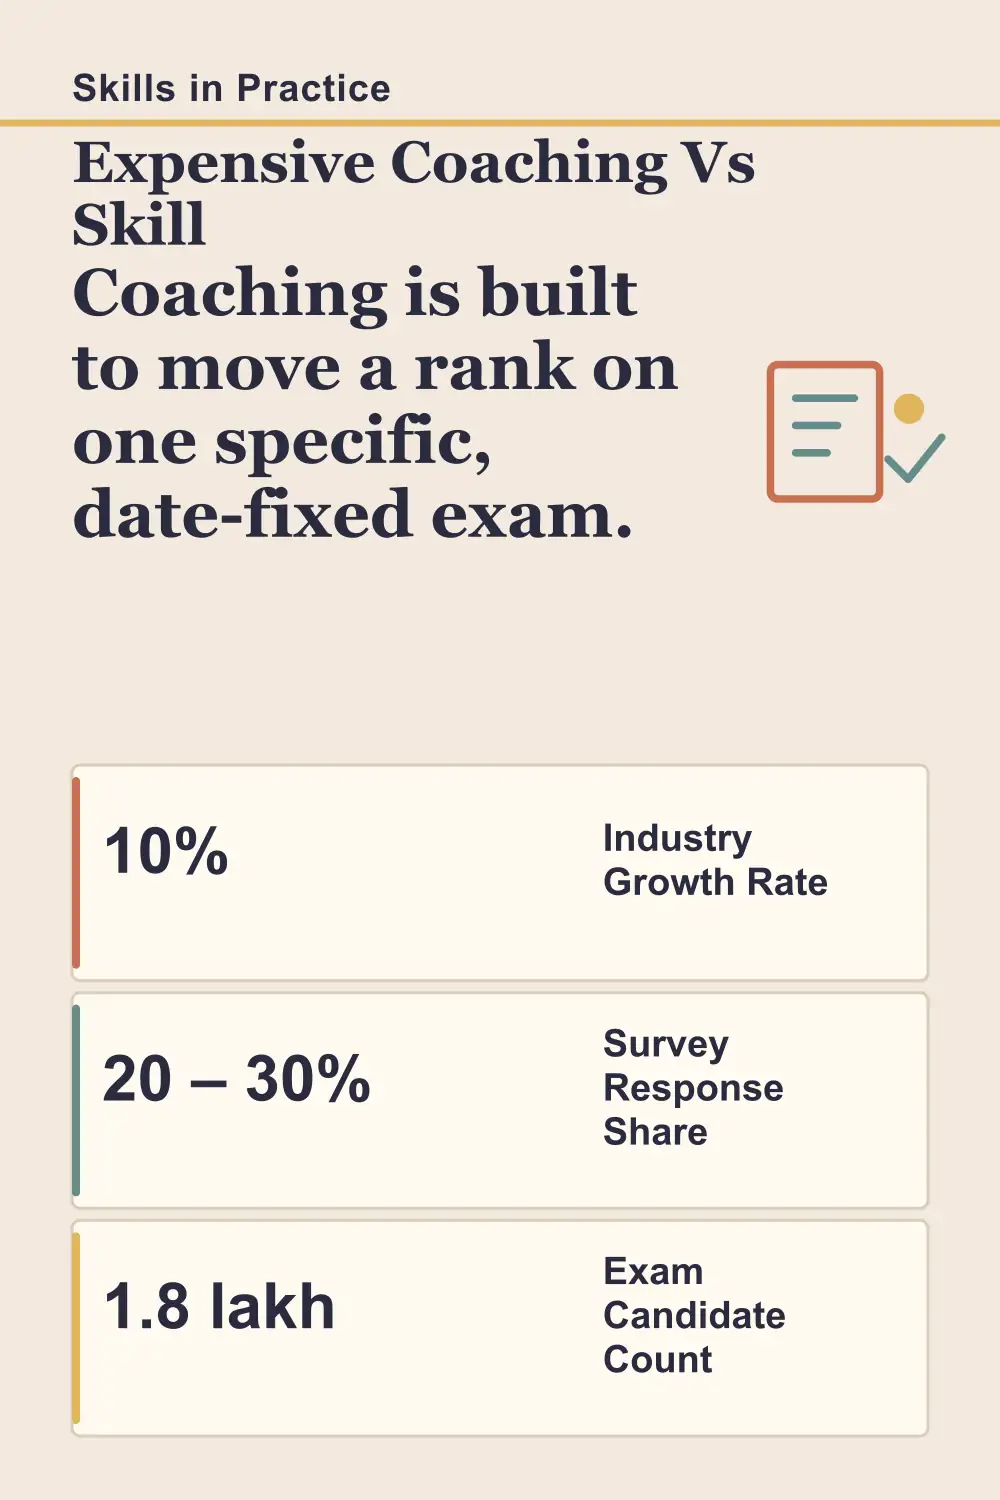 Skills in Practice
Expensive Coaching Vs
Skill
Coaching is built
to move a rank on
one specific,
date-fixed exam.
10%
Industry
Growth Rate
20 – 30%
Survey
Response
Share
1.8 lakh
Exam
Candidate
Count